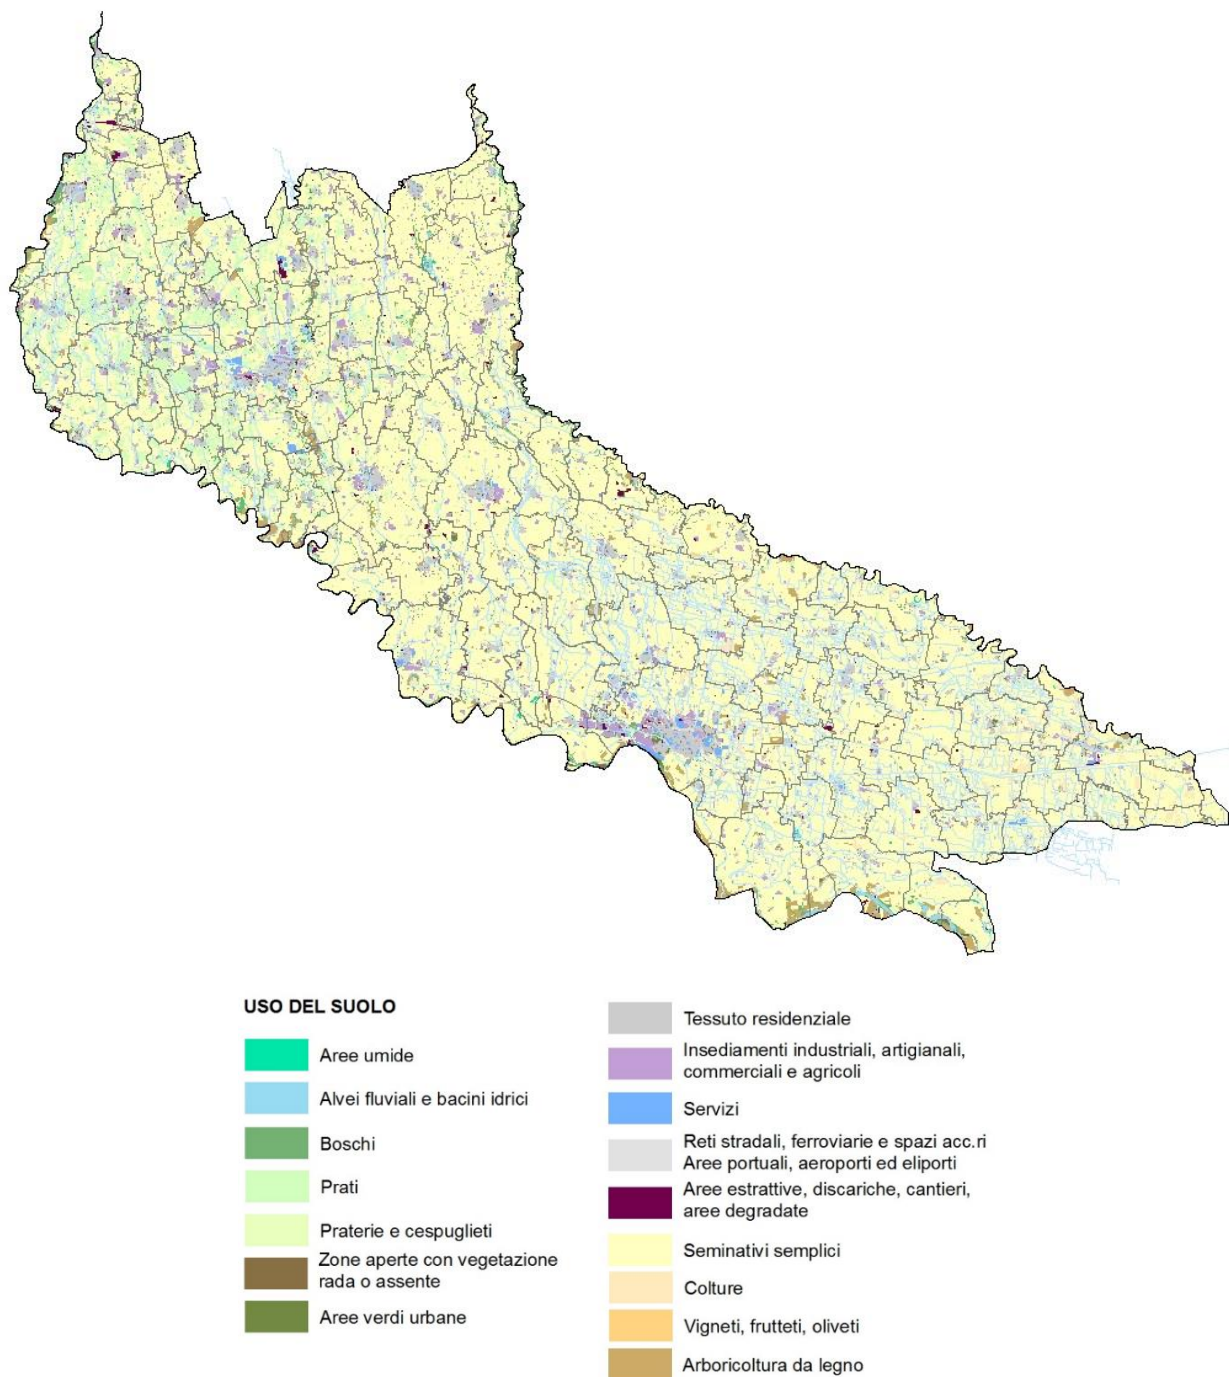 USO DEL SUOLO
Aree umide
Alvei fluviali e bacini idrici
Boschi
Prati
Praterie e cespuglieti
Zone aperte con vegetazione
rada o assente
Aree verdi urbane
Tessuto residenziale
Insediamenti industriali, artigianali,
commerciali e agricoli
Servizi
Reti stradali, ferroviarie e spazi acc.ri
Aree portuali, aeroporti ed eliporti
Aree estrattive, discariche, cantieri,
aree degradate
Seminativi semplici
Colture
Vigneti, frutteti, oliveti
Arboricoltura da legno